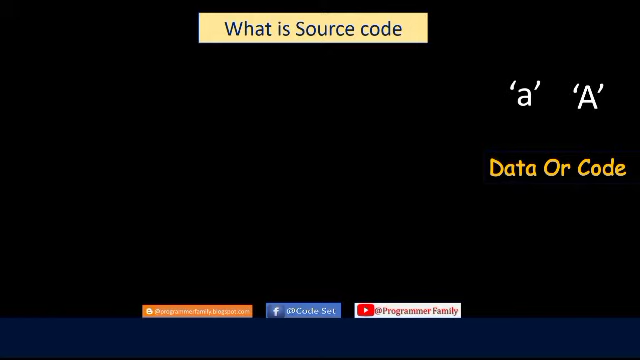 What is Source code
‘a’ ‘A’
Data Or Code
@programmerfamily.blogspot.com @Code Set @Programmer Family